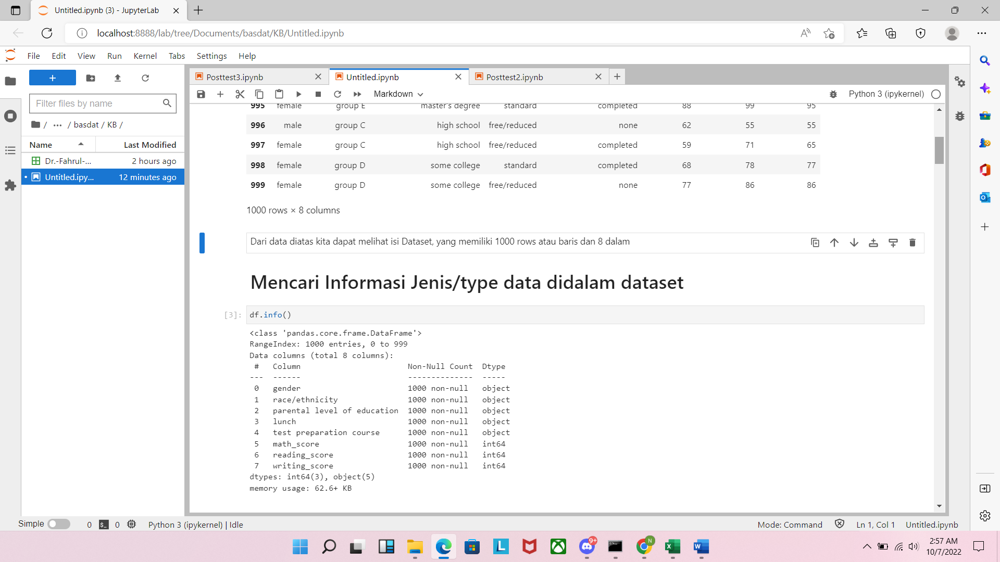 Untitled.ipynb (3) - JupyterLab
localhost:8888/lab/tree/Documents/basdat/KB/Untitled.ipynb
File Edit View Run Kernel Tabs Settings Help
Posttest3.ipynb Untitled.ipynb Posttest2.ipynb
Markdown Python 3 (ipykernel)
Filter files by name
/ ... / basdat / KB /
Name Last Modified
Dr.-Fahrul-... 2 hours ago
Untitled.ipy... 12 minutes ago
995 female group E master's degree standard completed 88 99 95
996 male group C high school free/reduced none 62 55 55
997 female group C high school free/reduced completed 59 71 65
998 female group D some college standard completed 68 78 77
999 female group D some college free/reduced none 77 86 86
1000 rows × 8 columns
Dari data diatas kita dapat melihat isi Dataset, yang memiliki 1000 rows atau baris dan 8 dalam
Mencari Informasi Jenis/type data didalam dataset
[3]: df.info()
<class 'pandas.core.frame.DataFrame'>
RangeIndex: 1000 entries, 0 to 999
Data columns (total 8 columns):
# Column Non-Null Count Dtype
--- ------ -------------- -----
0 gender 1000 non-null object
1 race/ethnicity 1000 non-null object
2 parental level of education 1000 non-null object
3 lunch 1000 non-null object
4 test preparation course 1000 non-null object
5 math_score 1000 non-null int64
6 reading_score 1000 non-null int64
7 writing_score 1000 non-null int64
dtypes: int64(3), object(5)
memory usage: 62.6+ KB
Simple 0 $_ 0 Python 3 (ipykernel) | Idle Mode: Command Ln 1, Col 1 Untitled.ipynb
9+ N
2:57 AM
10/7/2022